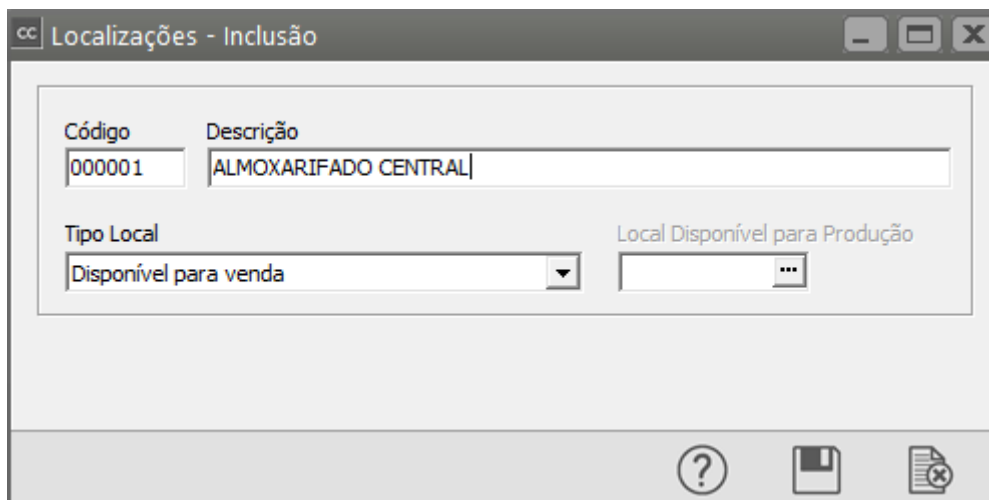 cc Localizações - Inclusão
Código Descrição
000001 ALMOXARIFADO CENTRAL
Tipo Local Local Disponível para Produção
Disponível para venda ...
?